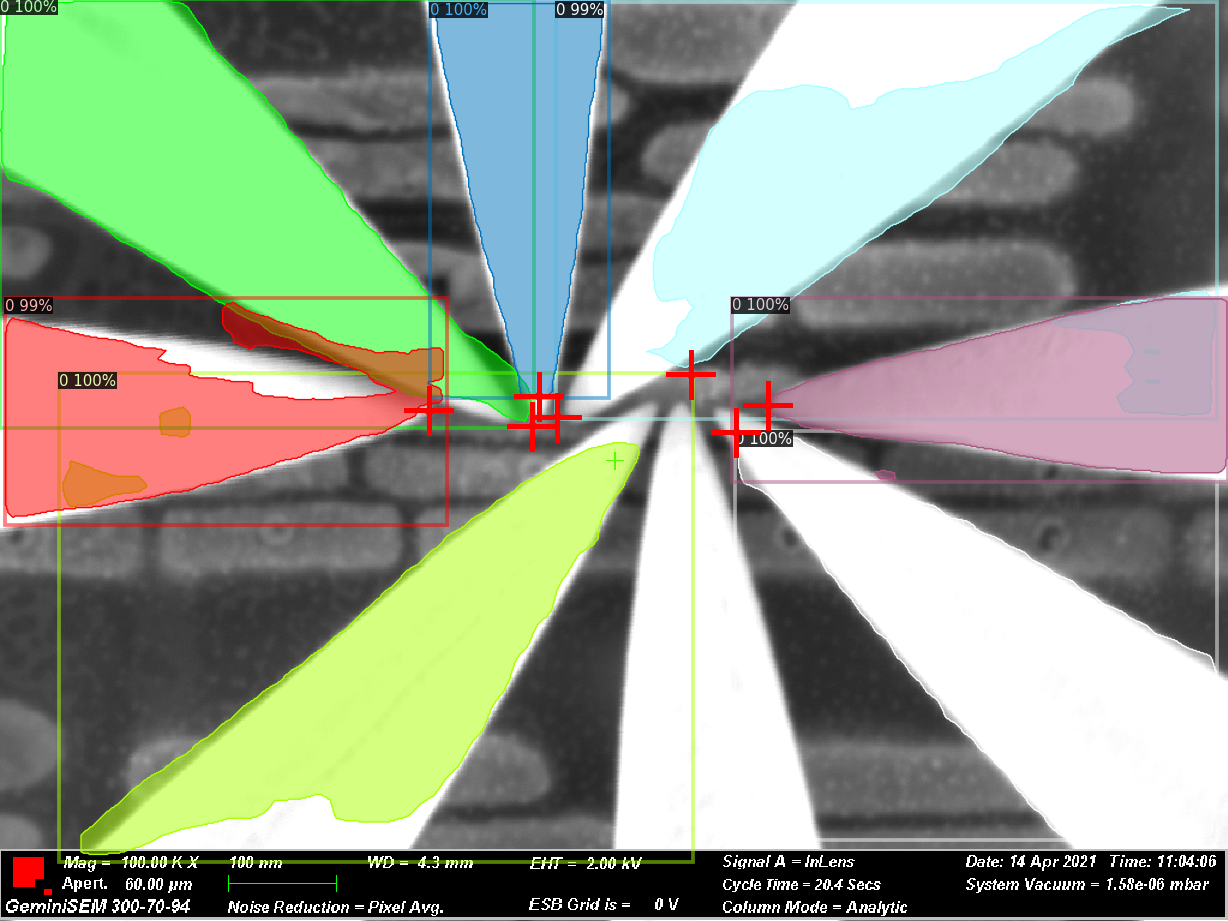 0 100%
0 100%
0 99%
0 99%
0 100%
0 100%
0 100%
Mag = 100.00 K X 100 nm WD = 4.3 mm EHT = 2.00 kV Signal A = InLens Date: 14 Apr 2021 Time: 11:04:06
Apert. 60.00 µm Cycle Time = 20.4 Secs System Vacuum = 1.58e-06 mbar
GeminiSEM 300-70-94 Noise Reduction = Pixel Avg. ESB Grid is = 0 V Column Mode = Analytic